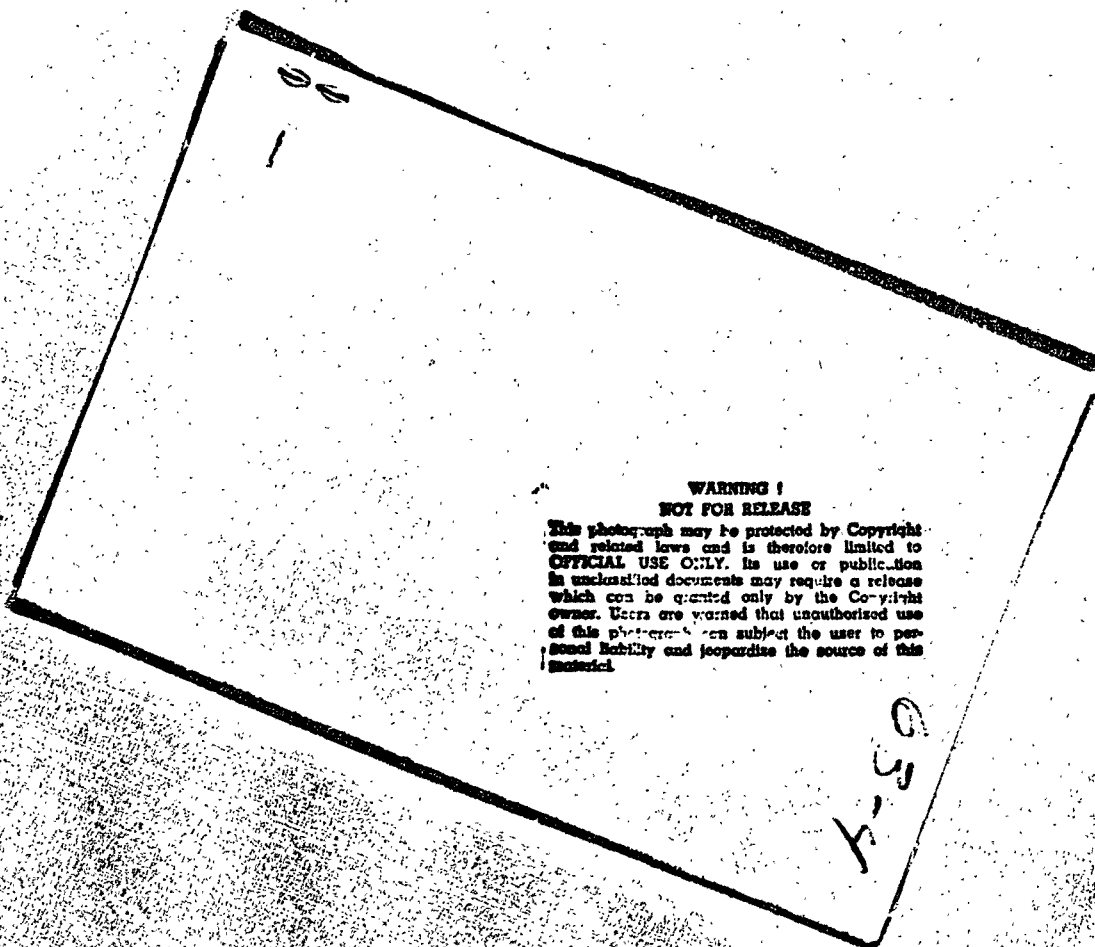 WARNING !
NOT FOR RELEASE
This photograph may be protected by Copyright
and related laws and is therefore limited to
OFFICIAL USE ONLY. Its use or publication
in unclassified documents may require a release
which can be granted only by the Copyright
owner. Users are warned that unauthorized use
of this photograph can subject the user to per-
sonal liability and jeopardize the source of this
material.